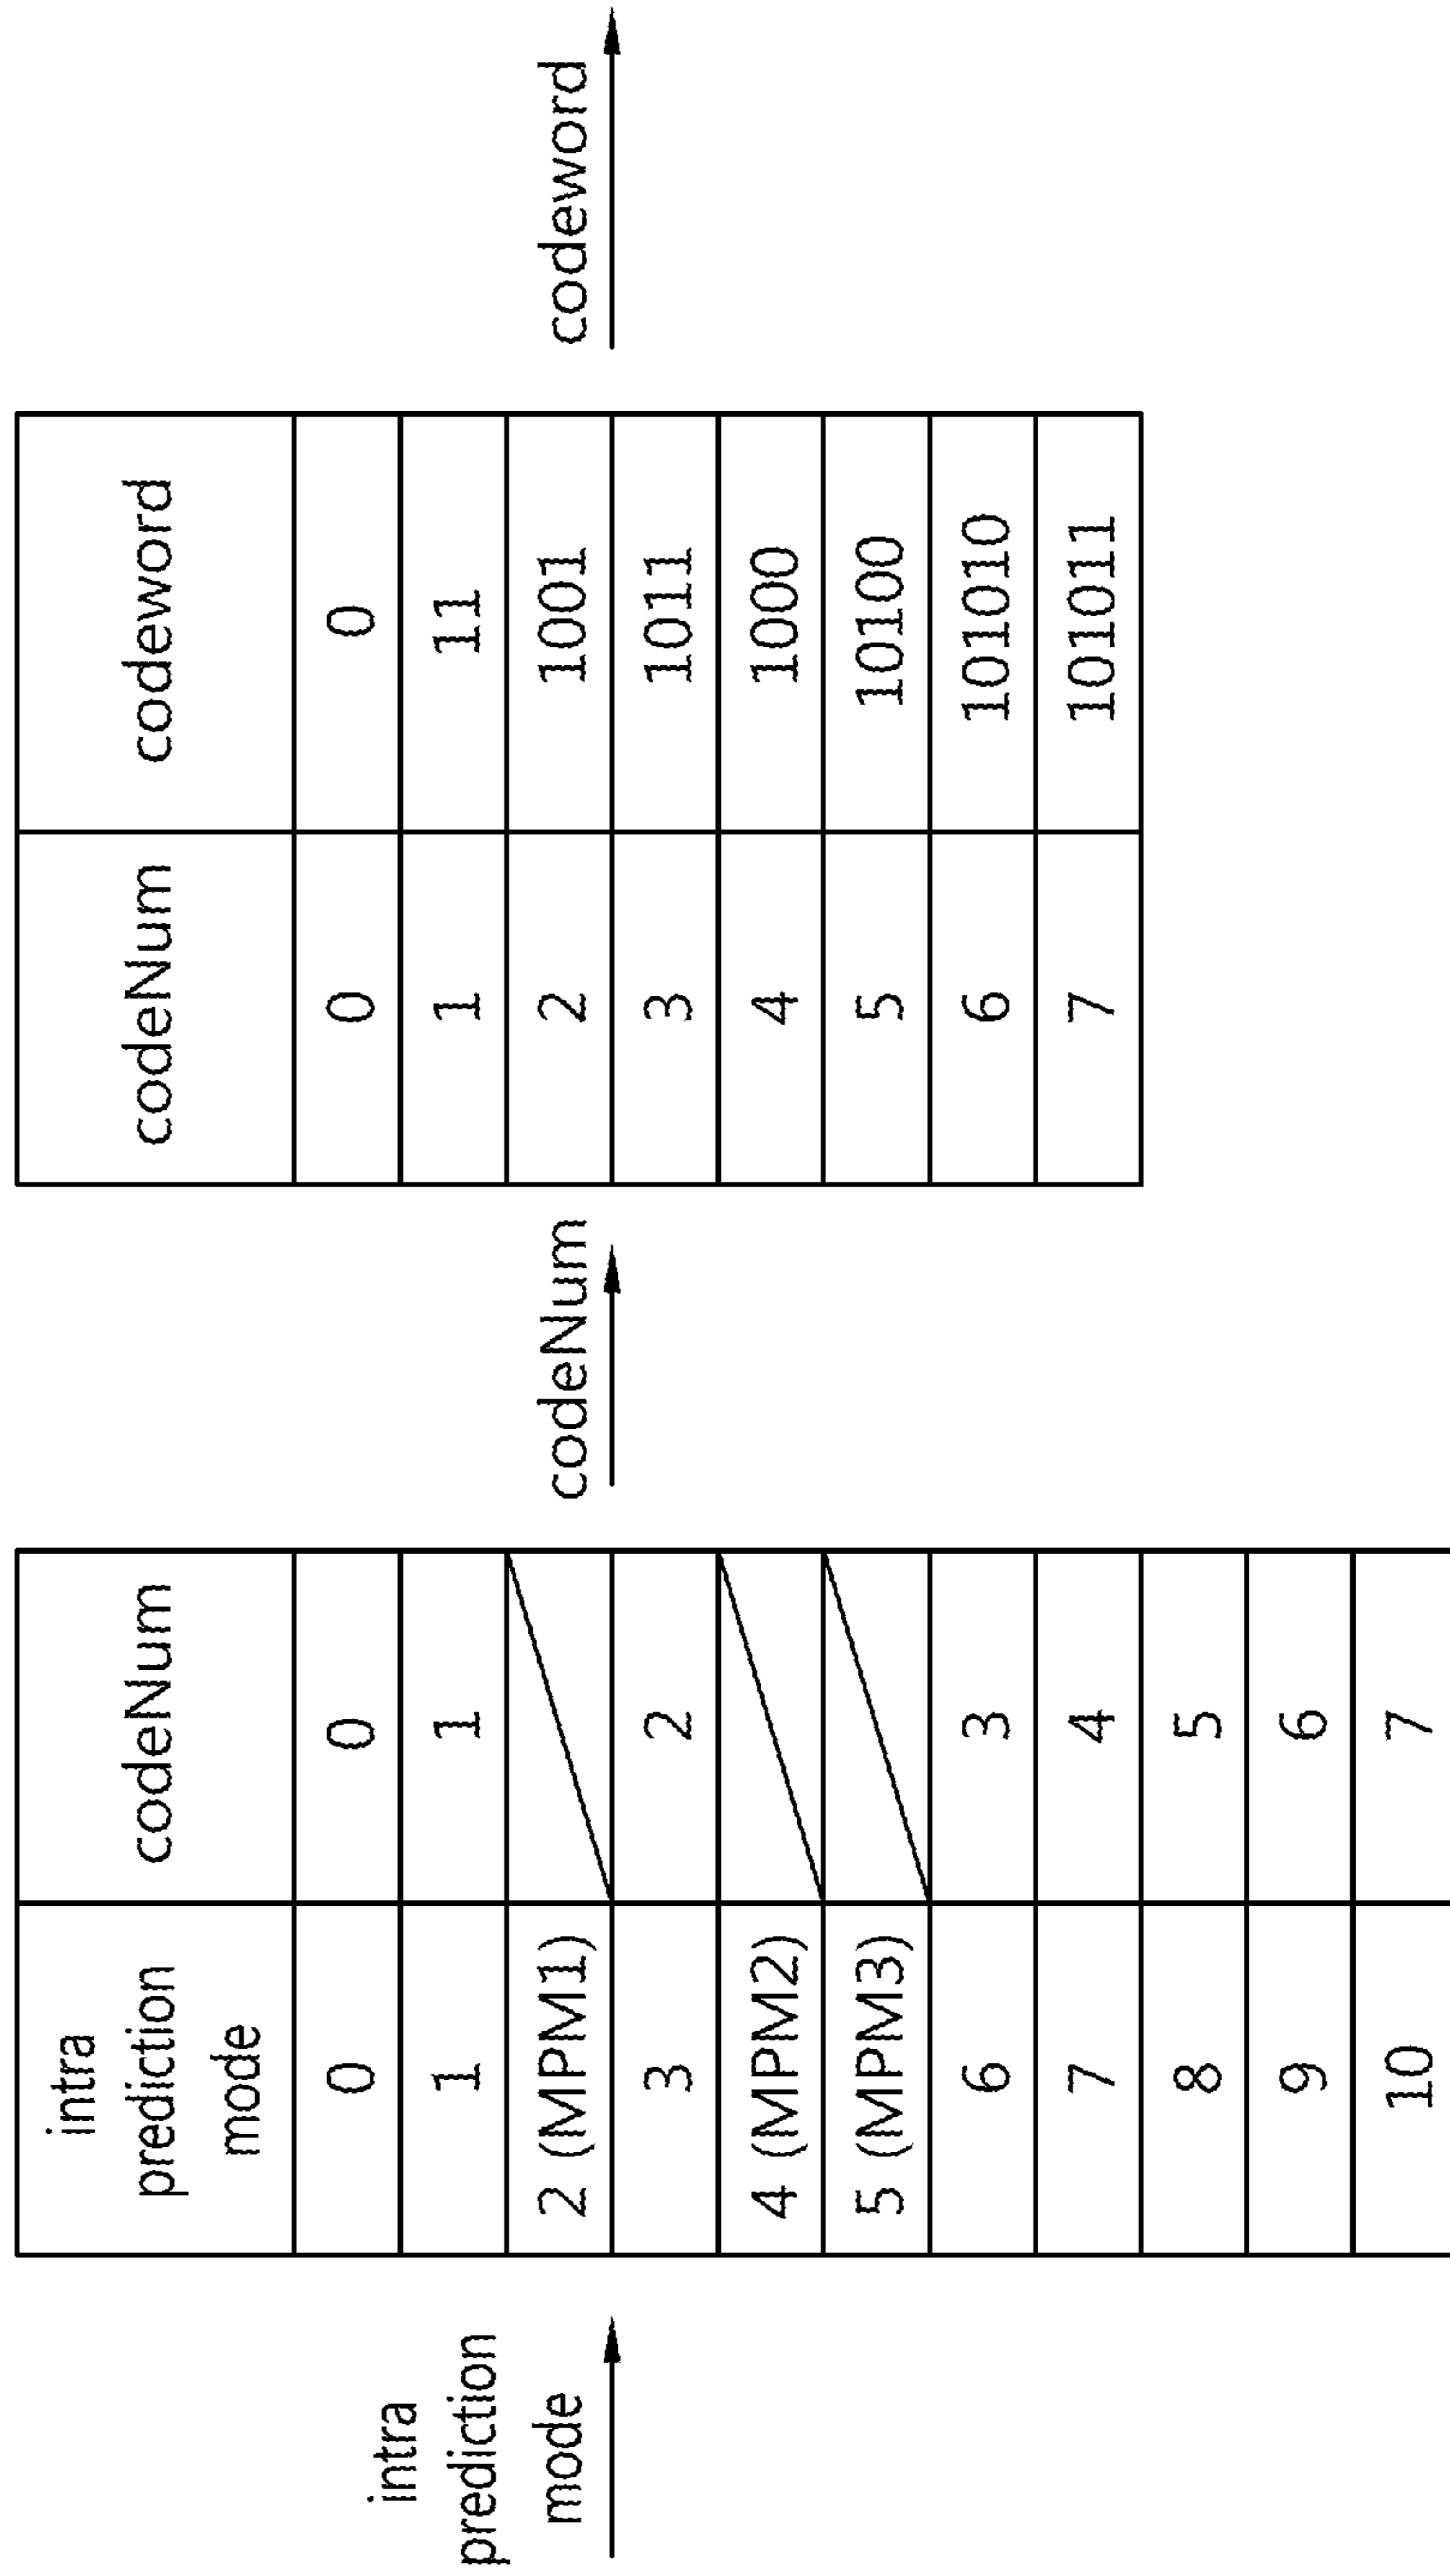 intra
prediction
mode
intra prediction mode codeNum
0 0
1 1
2 (MPM1)
3 2
4 (MPM2)
5 (MPM3)
6 3
7 4
8 5
9 6
10 7
codeNum
codeNum codeword
0 0
1 11
2 1001
3 1011
4 1000
5 10100
6 101010
7 101011
codeword